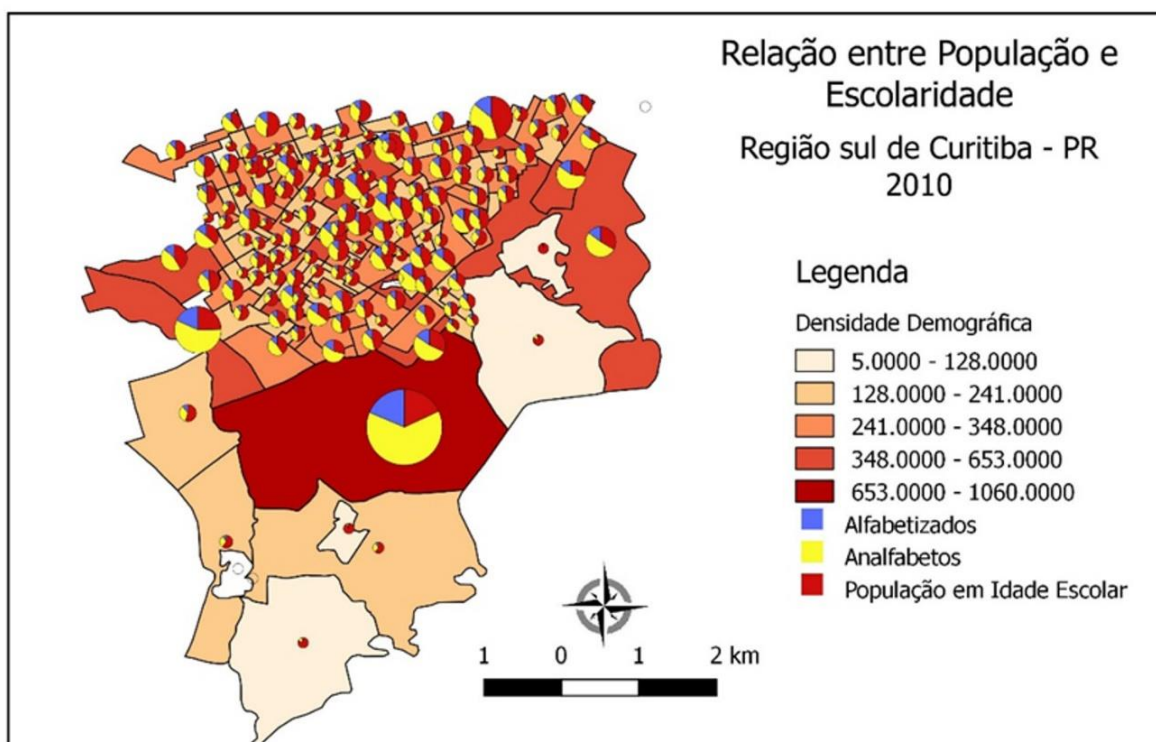 Relação entre População e
Escolaridade
Região sul de Curitiba - PR
2010
Legenda
Densidade Demográfica
5.0000 - 128.0000
128.0000 - 241.0000
241.0000 - 348.0000
348.0000 - 653.0000
653.0000 - 1060.0000
Alfabetizados
Analfabetos
População em Idade Escolar
1 0 1 2 km